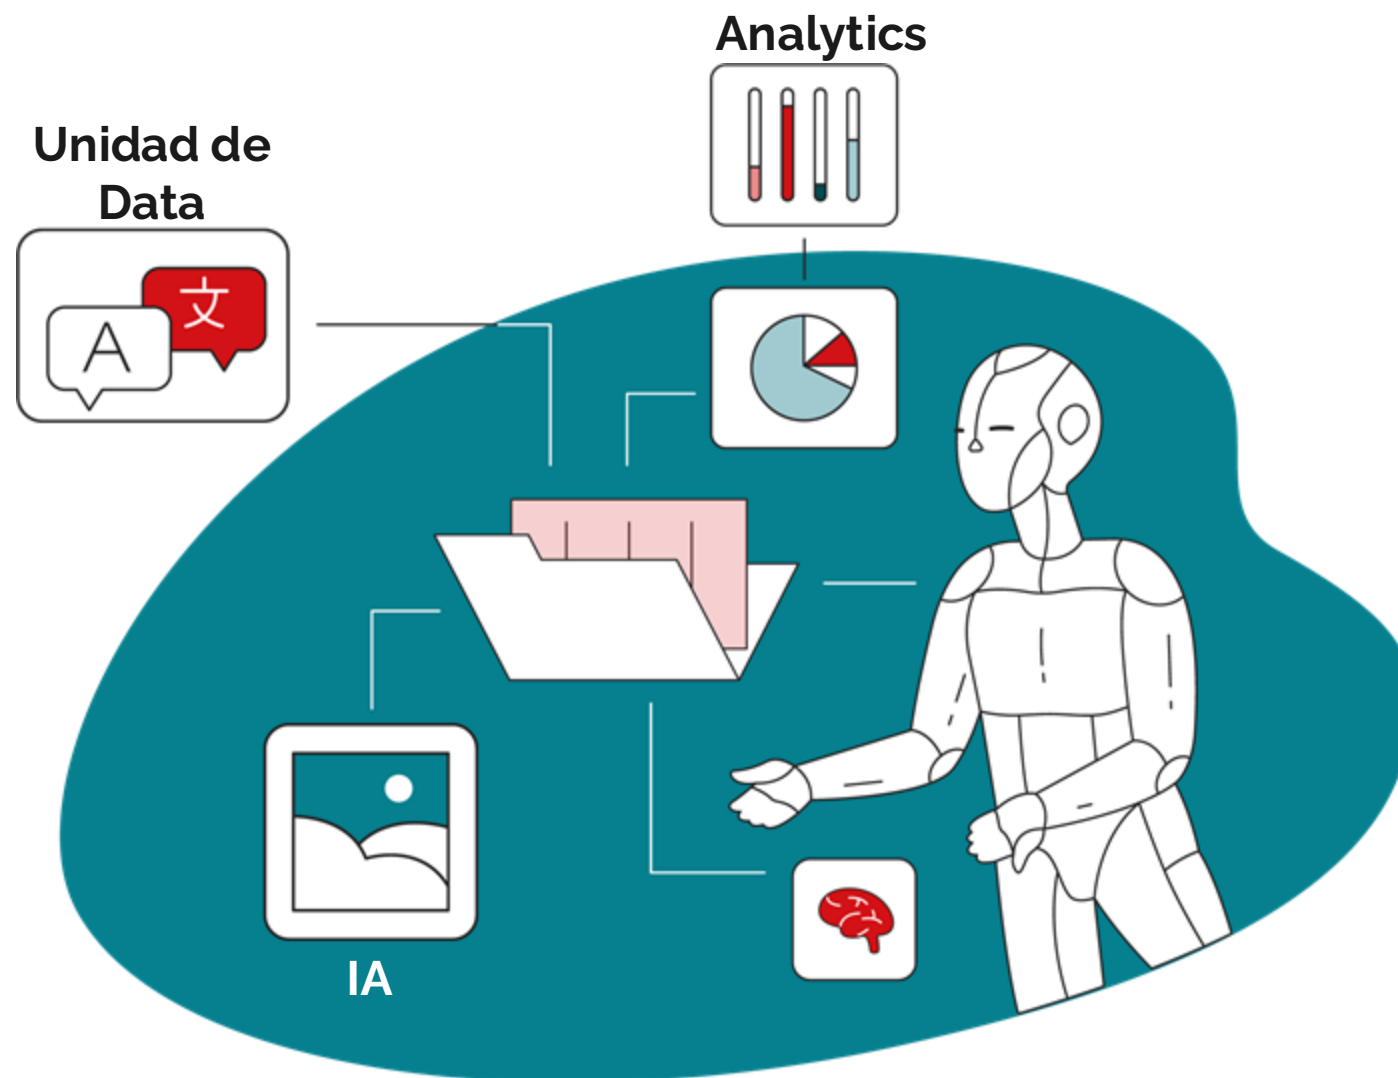 Analytics
Unidad de
Data
文
A
IA